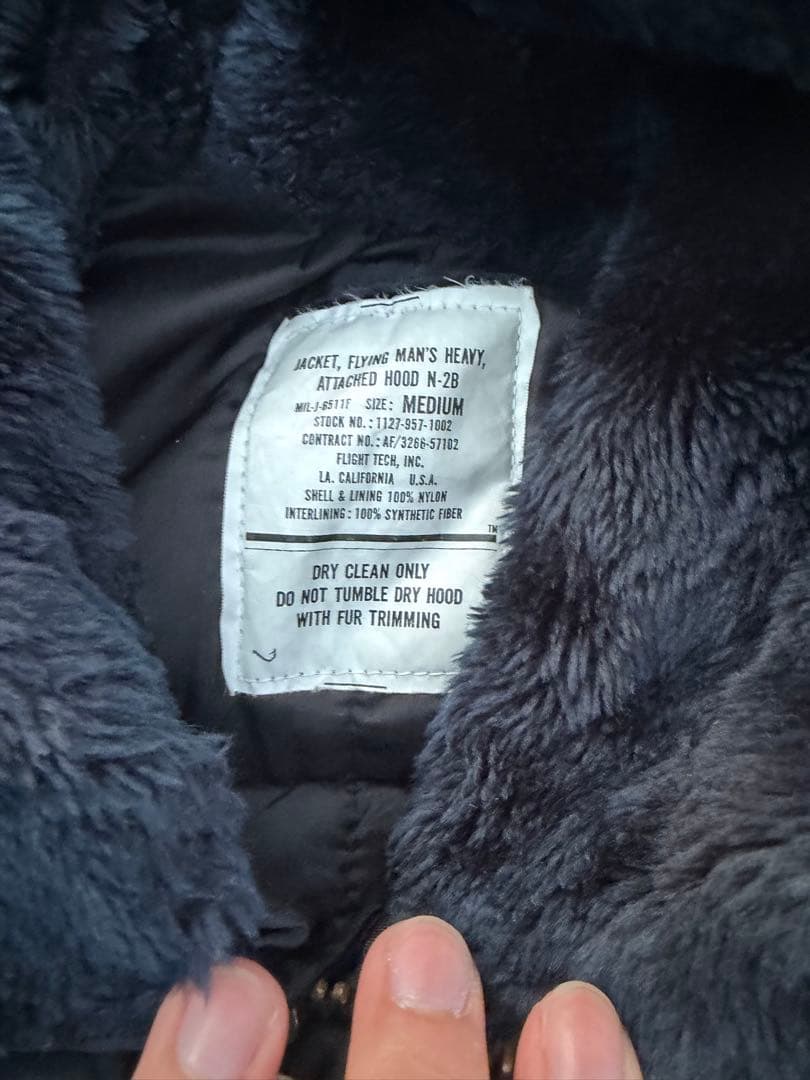 JACKET, FLYING MAN'S HEAVY,
ATTACHED HOOD N-2B
MIL-J-6511F SIZE: MEDIUM
STOCK NO.: 1127-957-1002
CONTRACT NO.: AF/3266-57102
FLIGHT TECH, INC.
LA. CALIFORNIA U.S.A.
SHELL & LINING 100% NYLON
INTERLINING: 100% SYNTHETIC FIBER
TM
DRY CLEAN ONLY
DO NOT TUMBLE DRY HOOD
WITH FUR TRIMMING